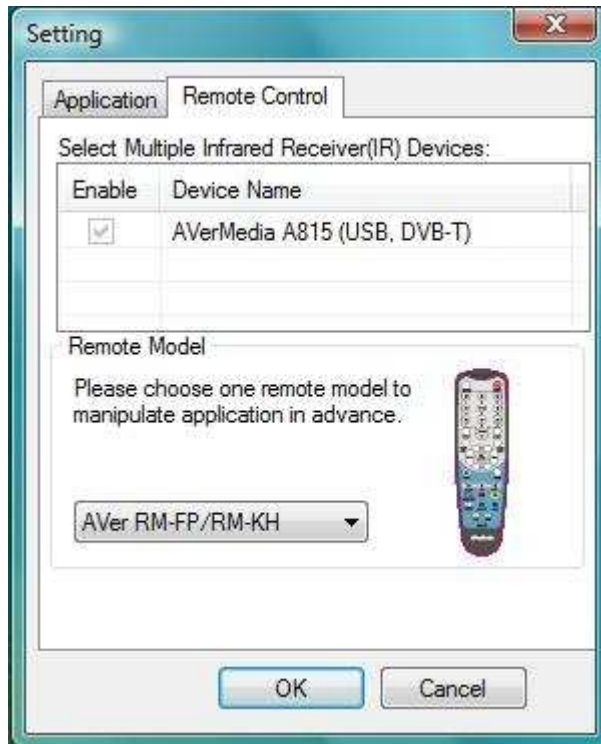 Setting
Application Remote Control
Select Multiple Infrared Receiver(IR) Devices:
Enable Device Name
AVerMedia A815 (USB, DVB-T)
Remote Model
Please choose one remote model to
manipulate application in advance.
AVer RM-FP/RM-KH
OK Cancel